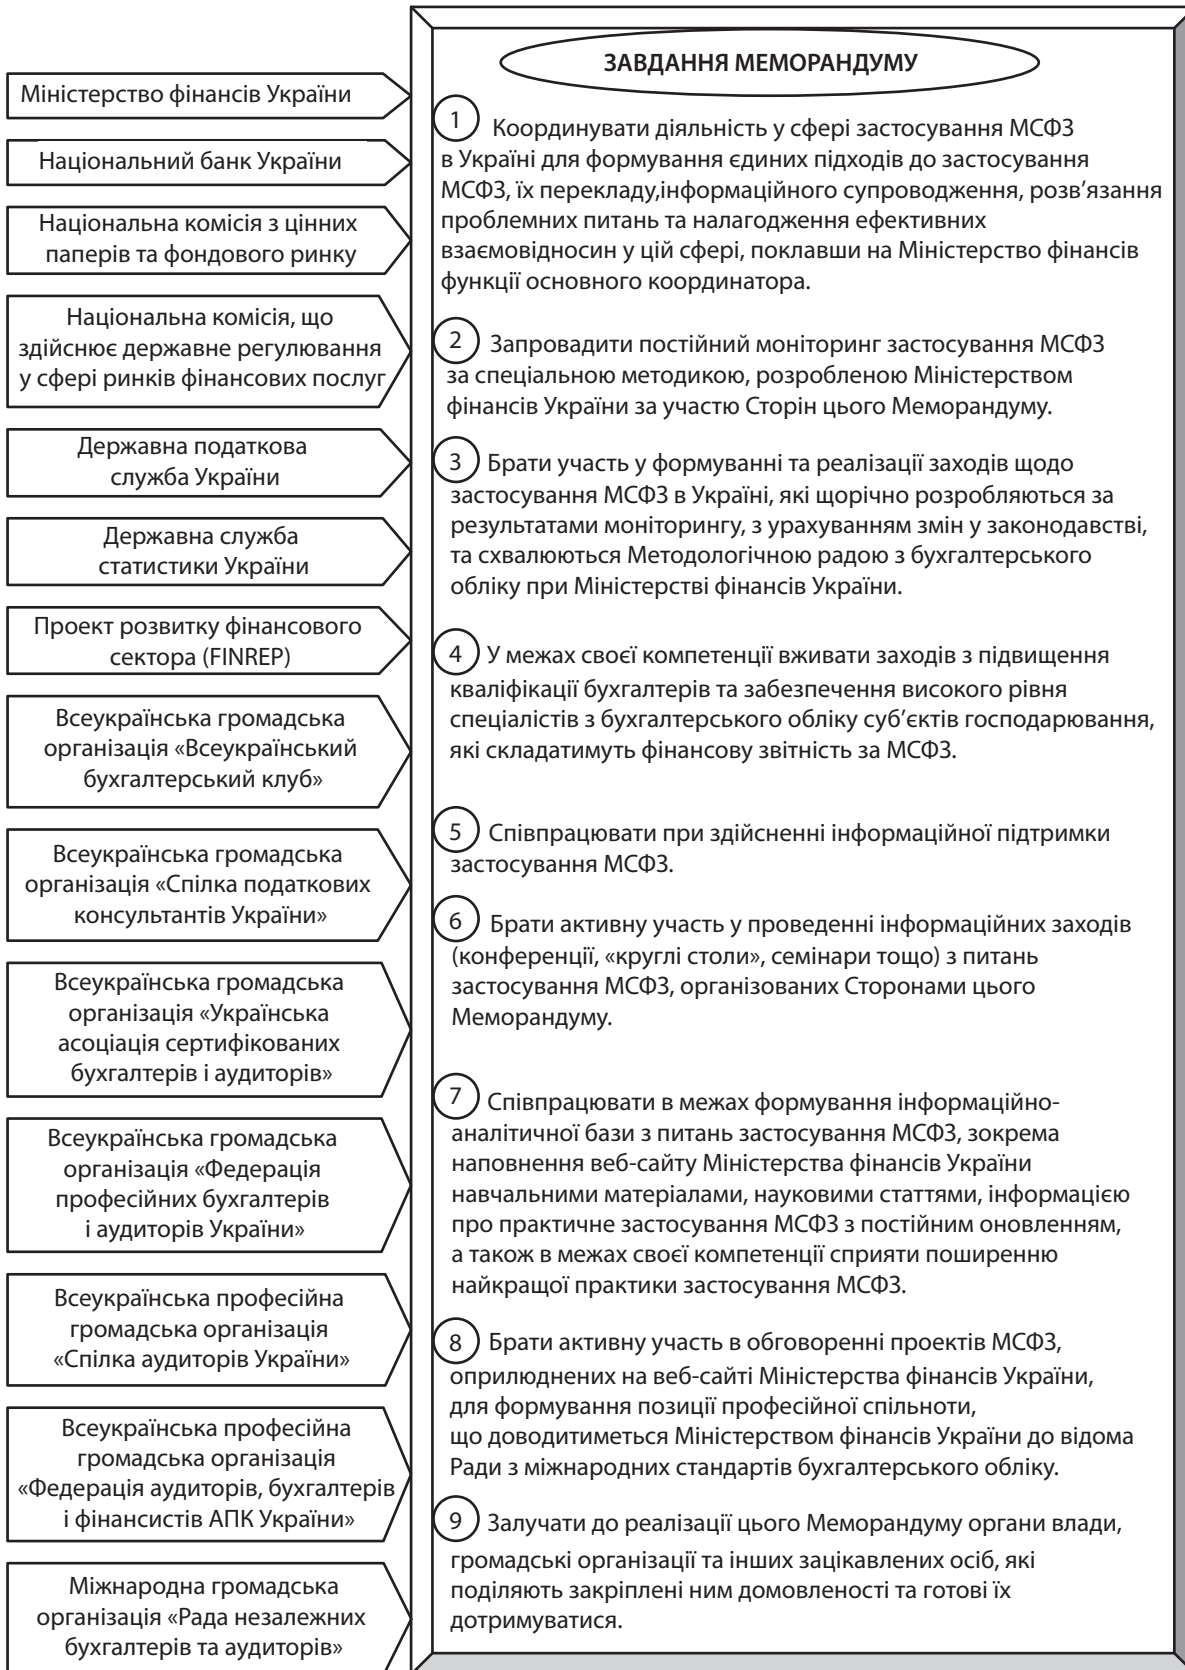 Міністерство фінансів України
Національний банк України
Національна комісія з цінних
паперів та фондового ринку
Національна комісія, що
здійснює державне регулювання
у сфері ринків фінансових послуг
Державна податкова
служба України
Державна служба
статистики України
Проект розвитку фінансового
сектора (FINREP)
Всеукраїнська громадська
організація «Всеукраїнський
бухгалтерський клуб»
Всеукраїнська громадська
організація «Спілка податкових
консультантів України»
Всеукраїнська громадська
організація «Українська
асоціація сертифікованих
бухгалтерів і аудиторів»
Всеукраїнська громадська
організація «Федерація
професійних бухгалтерів
і аудиторів України»
Всеукраїнська професійна
громадська організація
«Спілка аудиторів України»
Всеукраїнська професійна
громадська організація
«Федерація аудиторів, бухгалтерів
і фінансистів АПК України»
Міжнародна громадська
організація «Рада незалежних
бухгалтерів та аудиторів»
ЗАВДАННЯ МЕМОРАНДУМУ
1 Координувати діяльність у сфері застосування МСФЗ
в Україні для формування єдиних підходів до застосування
МСФЗ, їх перекладу,інформаційного супроводження, розв’язання
проблемних питань та налагодження ефективних
взаємовідносин у цій сфері, поклавши на Міністерство фінансів
функції основного координатора.
2 Запровадити постійний моніторинг застосування МСФЗ
за спеціальною методикою, розробленою Міністерством
фінансів України за участю Сторін цього Меморандуму.
3 Брати участь у формуванні та реалізації заходів щодо
застосування МСФЗ в Україні, які щорічно розробляються за
результатами моніторингу, з урахуванням змін у законодавстві,
та схвалюються Методологічною радою з бухгалтерського
обліку при Міністерстві фінансів України.
4 У межах своєї компетенції вживати заходів з підвищення
кваліфікації бухгалтерів та забезпечення високого рівня
спеціалістів з бухгалтерського обліку суб’єктів господарювання,
які складатимуть фінансову звітність за МСФЗ.
5 Співпрацювати при здійсненні інформаційної підтримки
застосування МСФЗ.
6 Брати активну участь у проведенні інформаційних заходів
(конференції, «круглі столи», семінари тощо) з питань
застосування МСФЗ, організованих Сторонами цього
Меморандуму.
7 Співпрацювати в межах формування інформаційно-
аналітичної бази з питань застосування МСФЗ, зокрема
наповнення веб-сайту Міністерства фінансів України
навчальними матеріалами, науковими статтями, інформацією
про практичне застосування МСФЗ з постійним оновленням,
а також в межах своєї компетенції сприяти поширенню
найкращої практики застосування МСФЗ.
8 Брати активну участь в обговоренні проектів МСФЗ,
оприлюднених на веб-сайті Міністерства фінансів України,
для формування позиції професійної спільноти,
що доводитиметься Міністерством фінансів України до відома
Ради з міжнародних стандартів бухгалтерського обліку.
9 Залучати до реалізації цього Меморандуму органи влади,
громадські організації та інших зацікавлених осіб, які
поділяють закріплені ним домовленості та готові їх
дотримуватися.